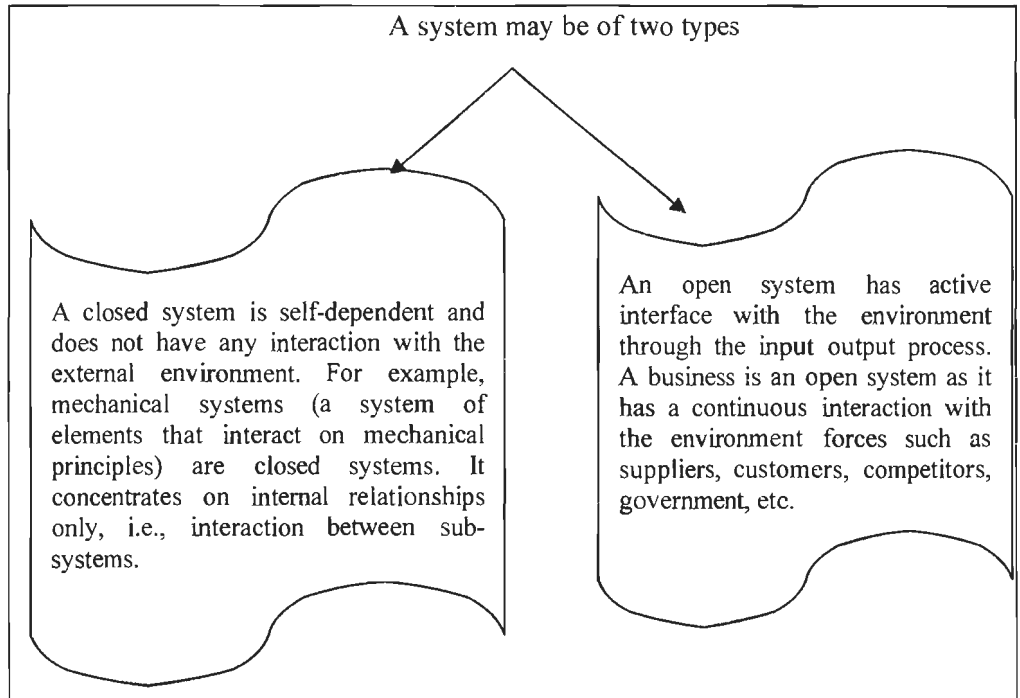 A system may be of two types
A closed system is self-dependent and
does not have any interaction with the
external environment. For example,
mechanical systems (a system of
elements that interact on mechanical
principles) are closed systems. It
concentrates on internal relationships
only, i.e., interaction between sub-
systems.
An open system has active
interface with the environment
through the input output process.
A business is an open system as it
has a continuous interaction with
the environment forces such as
suppliers, customers, competitors,
government, etc.